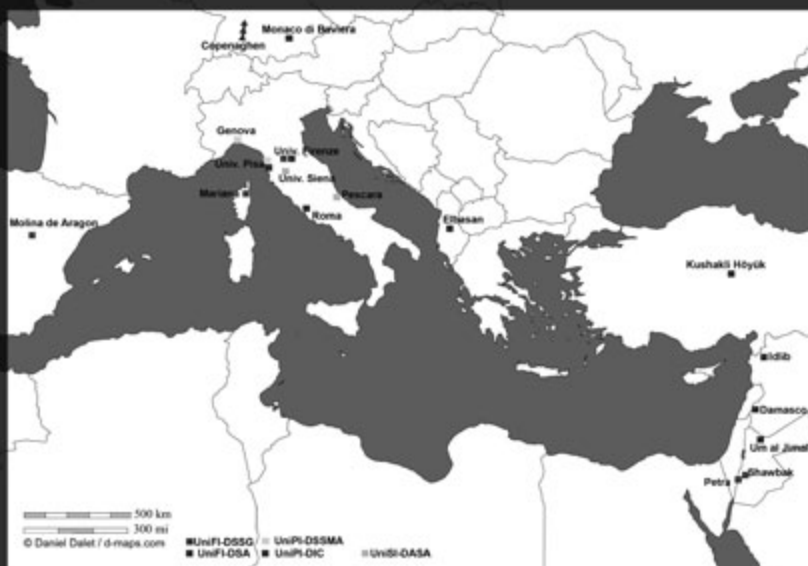 Monaco di Baviera
Copenaghen
Genova
Univ. Firenze
Univ. Pisa
Univ. Siena
Mariana
Pescara
Roma
Molina de Aragon
Elbasan
Kushakli Höyük
Idlib
Damasco
Um al Jimal
Shawbak
Petra
500 km
300 mi
© Daniel Dalet / d-maps.com
UniFI-DSSG UniPI-DSSMA
UniFI-DSA UniPI-DIC UniSI-DASA